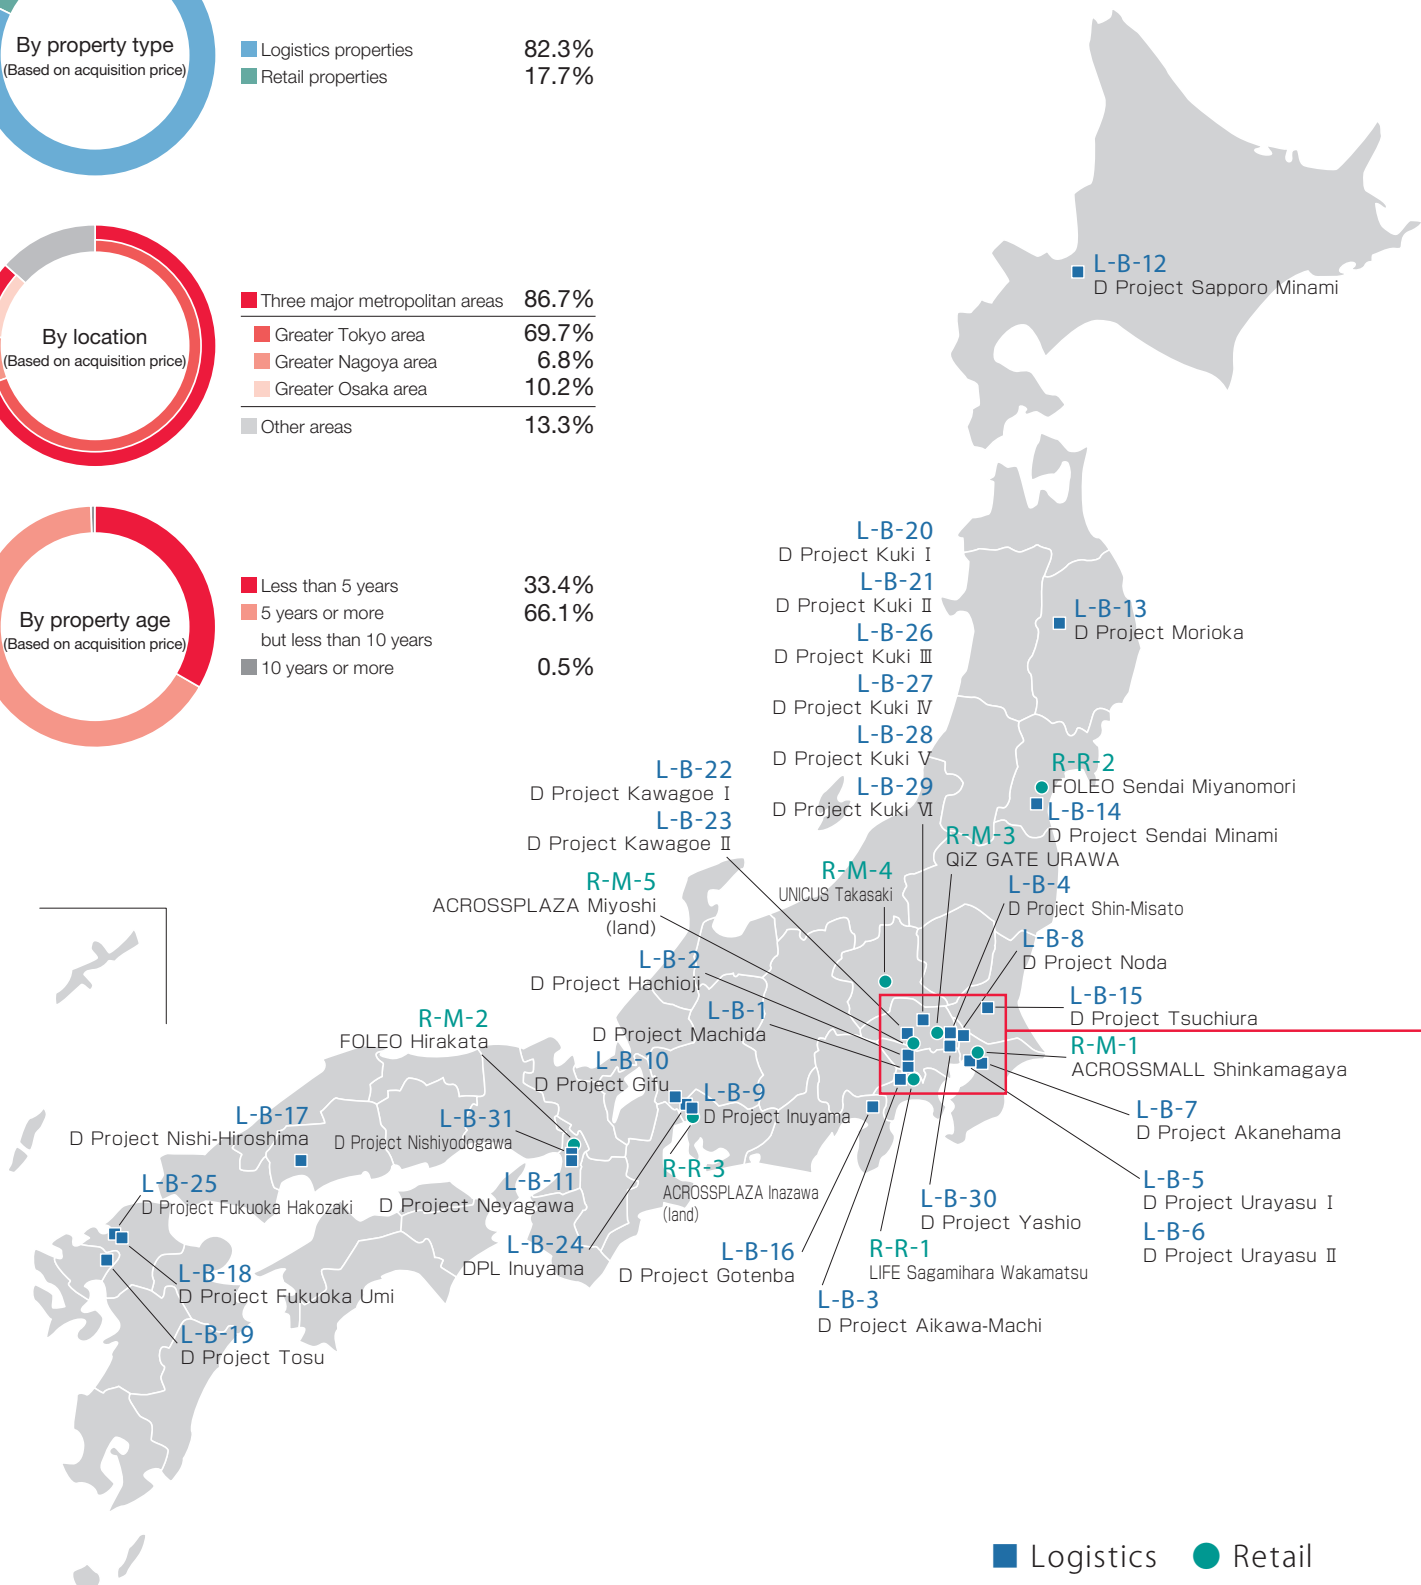 By property type
(Based on acquisition price)
Logistics properties 82.3%
Retail properties 17.7%
By location
(Based on acquisition price)
Three major metropolitan areas 86.7%
Greater Tokyo area 69.7%
Greater Nagoya area 6.8%
Greater Osaka area 10.2%
Other areas 13.3%
By property age
(Based on acquisition price)
Less than 5 years 33.4%
5 years or more 66.1%
but less than 10 years
10 years or more 0.5%
L-B-12
D Project Sapporo Minami
L-B-20
D Project Kuki Ⅰ
L-B-21
D Project Kuki Ⅱ
L-B-26
D Project Kuki Ⅲ
L-B-27
D Project Kuki Ⅳ
L-B-28
D Project Kuki Ⅴ
L-B-29
D Project Kuki Ⅵ
L-B-13
D Project Morioka
R-R-2
FOLEO Sendai Miyanomori
L-B-14
D Project Sendai Minami
L-B-22
D Project Kawagoe Ⅰ
L-B-23
D Project Kawagoe Ⅱ
R-M-3
QiZ GATE URAWA
R-M-4
UNICUS Takasaki
R-M-5
ACROSSPLAZA Miyoshi
(land)
L-B-4
D Project Shin-Misato
L-B-8
D Project Noda
L-B-2
D Project Hachioji
L-B-15
D Project Tsuchiura
L-B-1
D Project Machida
R-M-2
FOLEO Hirakata
R-M-1
ACROSSMALL Shinkamagaya
L-B-10
D Project Gifu
L-B-9
D Project Inuyama
L-B-17
D Project Nishi-Hiroshima
L-B-31
D Project Nishiyodogawa
L-B-7
D Project Akanehama
L-B-25
D Project Fukuoka Hakozaki
L-B-11
D Project Neyagawa
R-R-3
ACROSSPLAZA Inazawa
(land)
L-B-5
D Project Urayasu Ⅰ
L-B-6
D Project Urayasu Ⅱ
L-B-30
D Project Yashio
L-B-24
DPL Inuyama
L-B-16
D Project Gotenba
R-R-1
LIFE Sagamihara Wakamatsu
L-B-18
D Project Fukuoka Umi
L-B-3
D Project Aikawa-Machi
L-B-19
D Project Tosu
Logistics Retail